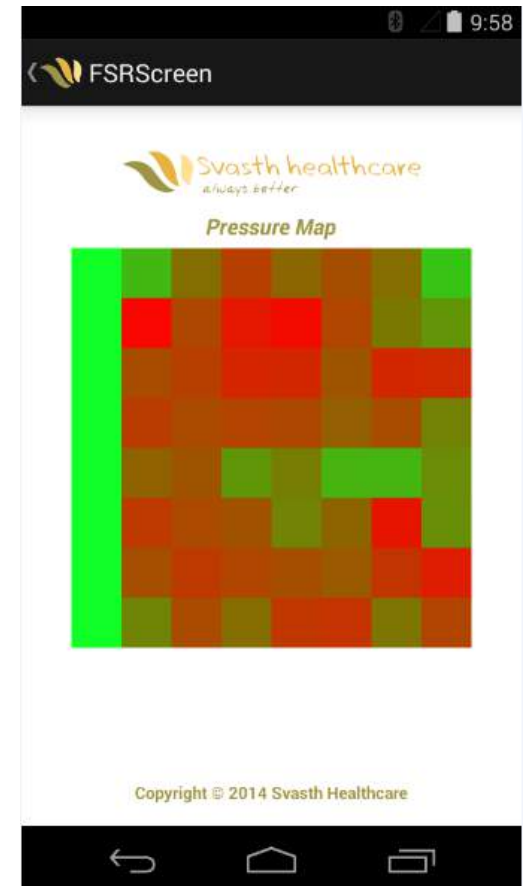 9:58
FSRScreen
Svasth healthcare
always better
Pressure Map
Copyright © 2014 Svasth Healthcare